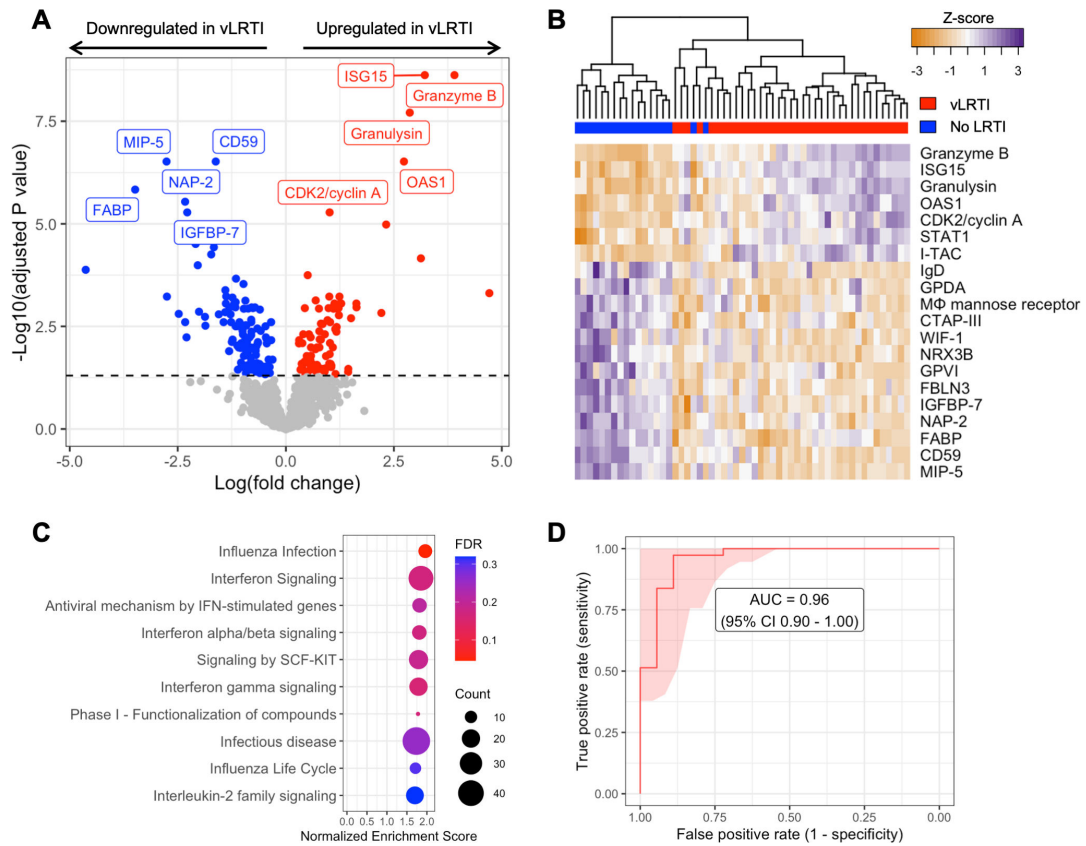 A
Downregulated in vLRTI
Upregulated in vLRTI
-Log10(adjusted P value)
7.5
5.0
2.5
0.0
ISG15
Granzyme B
Granulysin
MIP-5
CD59
NAP-2
OAS1
CDK2/cyclin A
FABP
IGFBP-7
-5.0
-2.5
0.0
2.5
5.0
Log(fold change)
B
Z-score
-3 -1 1 3
vLRTI
No LRTI
Granzyme B
ISG15
Granulysin
OAS1
CDK2/cyclin A
STAT1
I-TAC
IgD
GPDA
MΦ mannose receptor
CTAP-III
WIF-1
NRX3B
GPVI
FBLN3
IGFBP-7
NAP-2
FABP
CD59
MIP-5
C
Influenza Infection
Interferon Signaling
Antiviral mechanism by IFN-stimulated genes
Interferon alpha/beta signaling
Signaling by SCF-KIT
Interferon gamma signaling
Phase I - Functionalization of compounds
Infectious disease
Influenza Life Cycle
Interleukin-2 family signaling
0.0 0.5 1.0 1.5 2.0
Normalized Enrichment Score
FDR
0.3
0.2
0.1
Count
10
20
30
40
D
True positive rate (sensitivity)
1.00
0.75
0.50
0.25
0.00
AUC = 0.96
(95% CI 0.90 - 1.00)
1.00
0.75
0.50
0.25
0.00
False positive rate (1 - specificity)